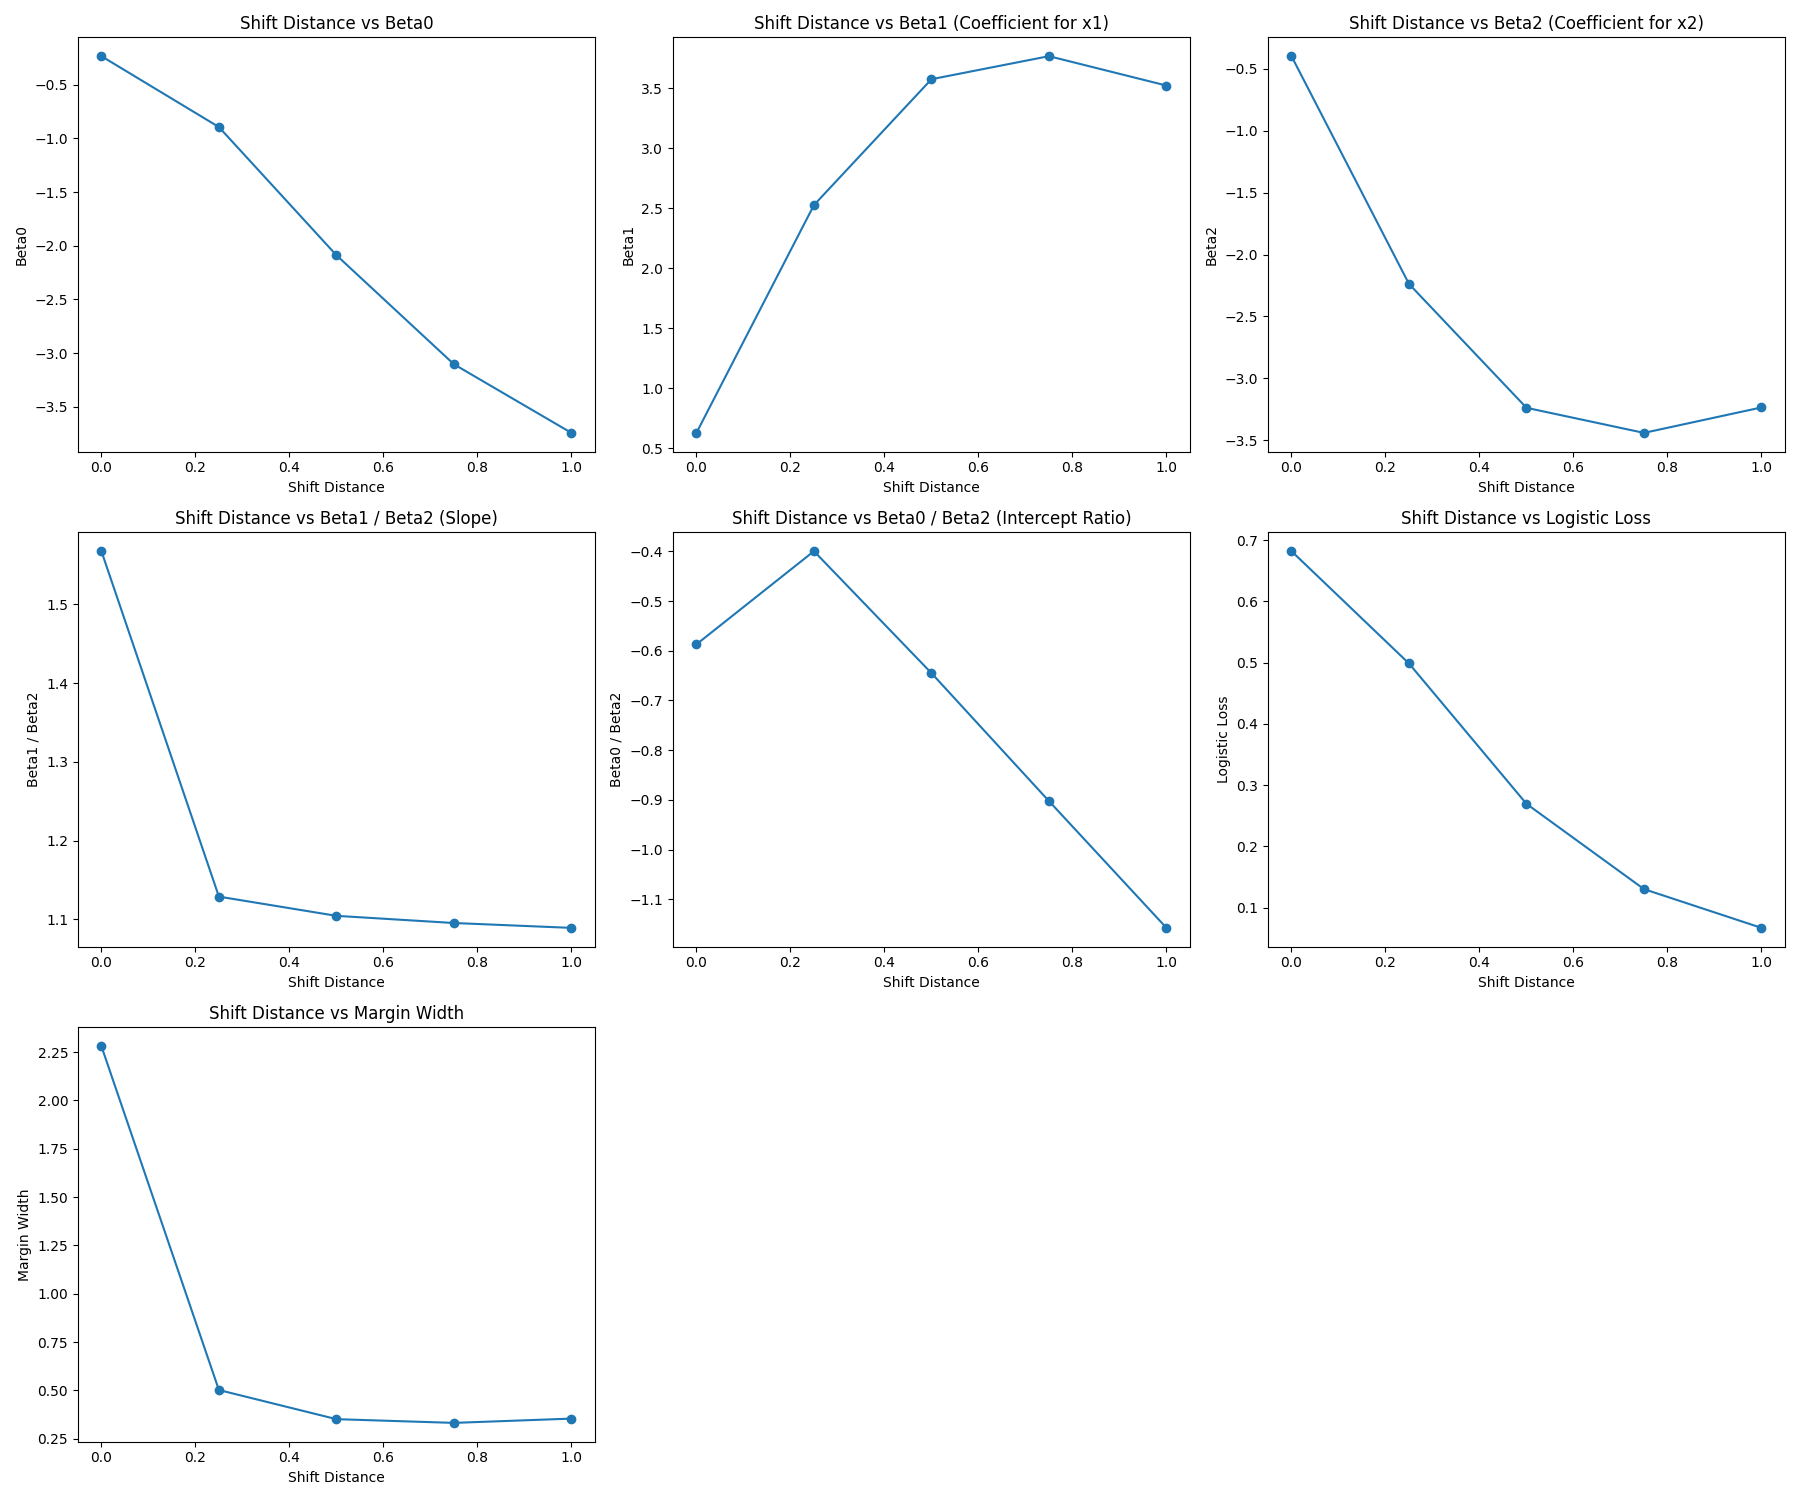 Shift Distance vs Beta0
Beta0
−0.5
−1.0
−1.5
−2.0
−2.5
−3.0
−3.5
0.0 0.2 0.4 0.6 0.8 1.0
Shift Distance
Shift Distance vs Beta1 (Coefficient for x1)
Beta1
3.5
3.0
2.5
2.0
1.5
1.0
0.5
0.0 0.2 0.4 0.6 0.8 1.0
Shift Distance
Shift Distance vs Beta2 (Coefficient for x2)
Beta2
−0.5
−1.0
−1.5
−2.0
−2.5
−3.0
−3.5
0.0 0.2 0.4 0.6 0.8 1.0
Shift Distance
Shift Distance vs Beta1 / Beta2 (Slope)
Beta1 / Beta2
1.5
1.4
1.3
1.2
1.1
0.0 0.2 0.4 0.6 0.8 1.0
Shift Distance
Shift Distance vs Beta0 / Beta2 (Intercept Ratio)
Beta0 / Beta2
−0.4
−0.5
−0.6
−0.7
−0.8
−0.9
−1.0
−1.1
0.0 0.2 0.4 0.6 0.8 1.0
Shift Distance
Shift Distance vs Logistic Loss
Logistic Loss
0.7
0.6
0.5
0.4
0.3
0.2
0.1
0.0 0.2 0.4 0.6 0.8 1.0
Shift Distance
Shift Distance vs Margin Width
Margin Width
2.25
2.00
1.75
1.50
1.25
1.00
0.75
0.50
0.25
0.0 0.2 0.4 0.6 0.8 1.0
Shift Distance